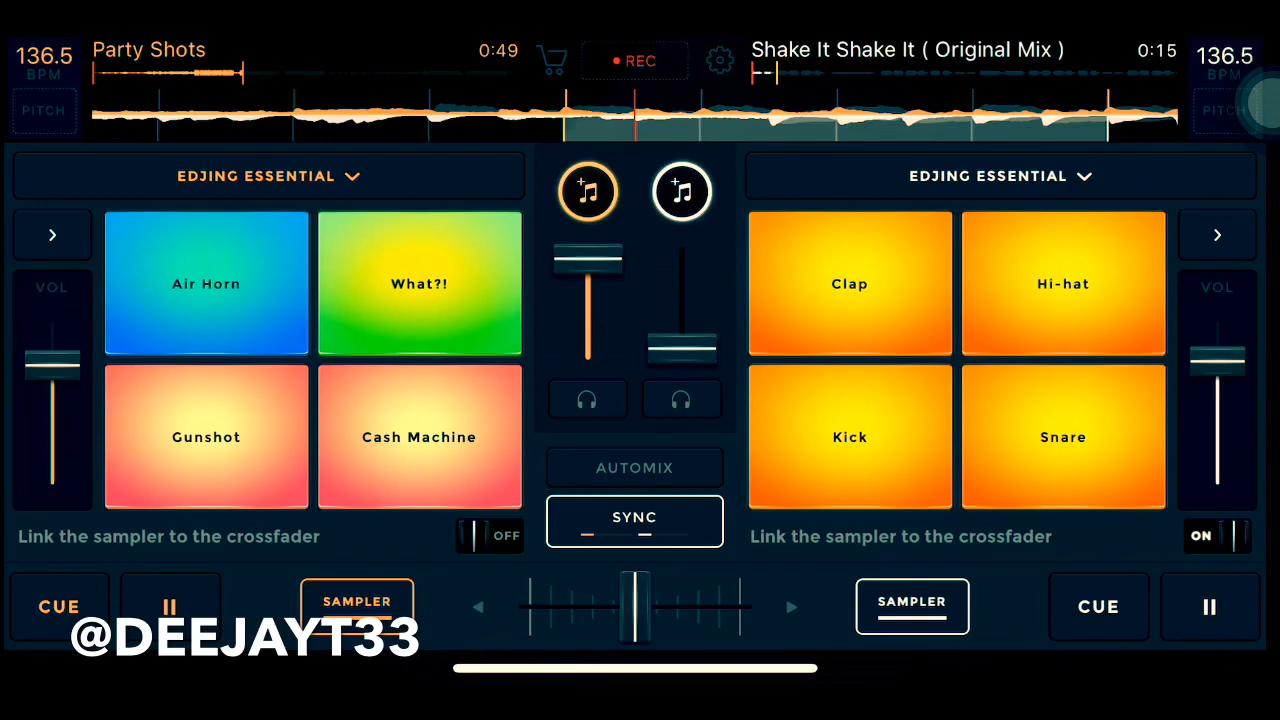 136.5
BPM
PITCH
Party Shots
0:49
REC
Shake It Shake It ( Original Mix )
0:15
136.5
BPM
PITCH
EDJING ESSENTIAL
EDJING ESSENTIAL
VOL
Air Horn
What?!
Gunshot
Cash Machine
Clap
Hi-hat
Kick
Snare
VOL
AUTOMIX
SYNC
Link the sampler to the crossfader
OFF
Link the sampler to the crossfader
ON
CUE
SAMPLER
SAMPLER
CUE
@DEEJAYT33